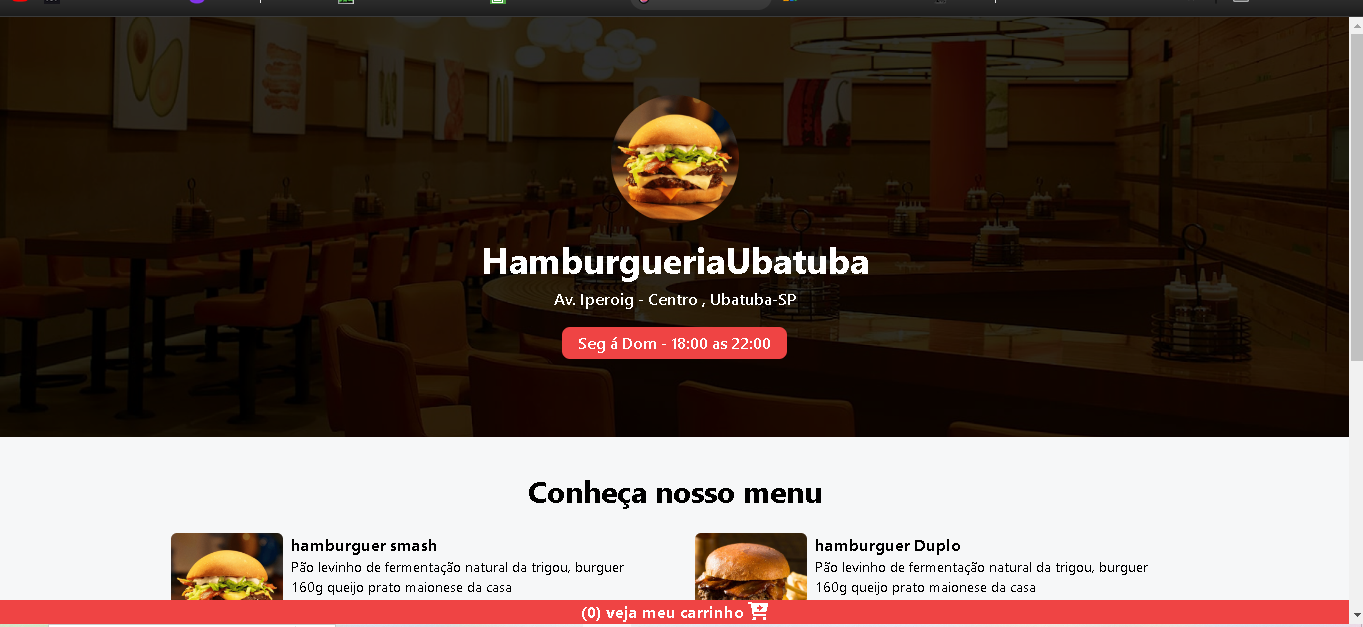 HamburgueriaUbatuba
Av. Iperoig - Centro , Ubatuba-SP
Seg á Dom - 18:00 as 22:00
Conheça nosso menu
hamburguer smash
Pão levinho de fermentação natural da trigou, burguer
160g queijo prato maionese da casa
hamburguer Duplo
Pão levinho de fermentação natural da trigou, burguer
160g queijo prato maionese da casa
(0) veja meu carrinho